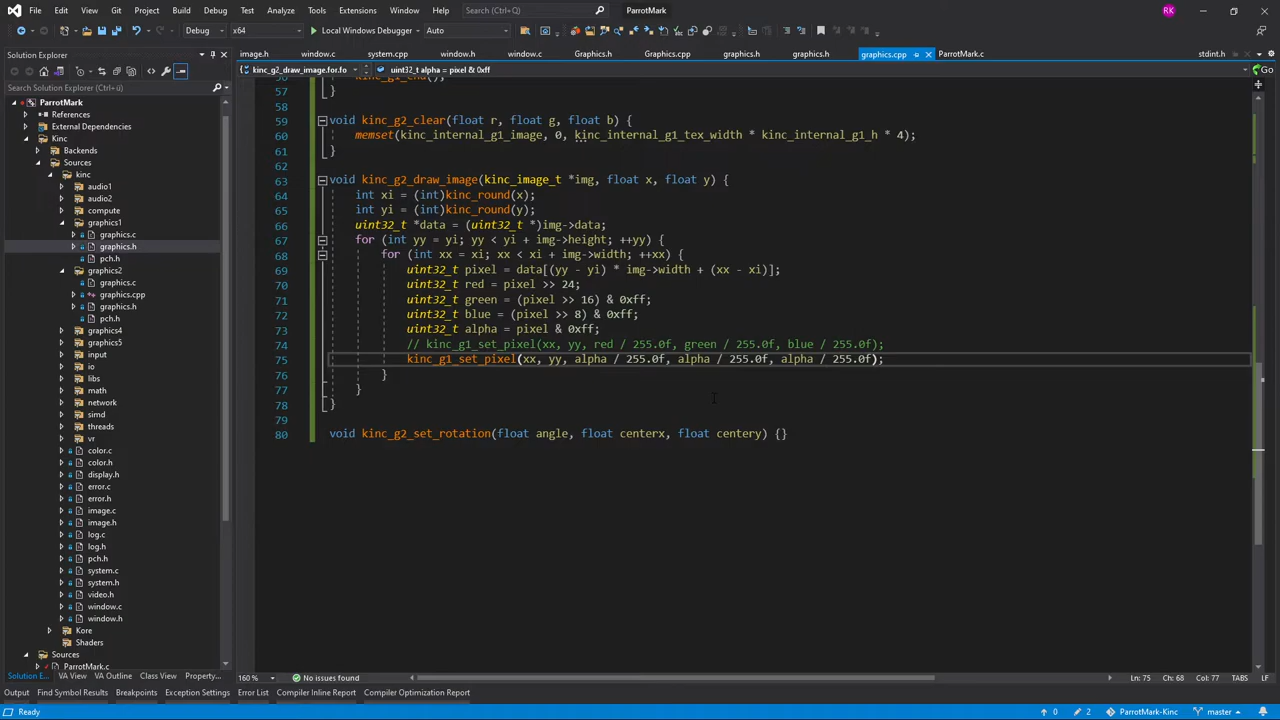 File Edit View Git Project Build Debug Test Analyze Tools Extensions Window Help Search (Ctrl+Q) ParrotMark RK
Debug x64 Local Windows Debugger Auto
Solution Explorer
Search Solution Explorer (Ctrl+ü)
ParrotMark
References
External Dependencies
Kinc
Backends
Sources
kinc
audio1
audio2
compute
graphics1
graphics.c
graphics.h
pch.h
graphics2
graphics.c
graphics.cpp
graphics.h
pch.h
graphics4
graphics5
input
io
libs
math
network
simd
threads
vr
color.c
color.h
display.h
error.c
error.h
image.c
image.h
log.c
log.h
pch.h
system.c
system.h
video.h
window.c
window.h
Kore
Shaders
Sources
ParrotMark.c
Solution E... VA View VA Outline Class View Property...
image.h window.c system.cpp window.h window.c Graphics.h Graphics.cpp graphics.h graphics.h graphics.cpp ParrotMark.c stdint.h
kinc_g2_draw_image.for.fo uint32_t alpha = pixel & 0xff Go
56 kinc_g1_end();
57 }
58
59 void kinc_g2_clear(float r, float g, float b) {
60 memset(kinc_internal_g1_image, 0, kinc_internal_g1_tex_width * kinc_internal_g1_h * 4);
61 }
62
63 void kinc_g2_draw_image(kinc_image_t *img, float x, float y) {
64 int xi = (int)kinc_round(x);
65 int yi = (int)kinc_round(y);
66 uint32_t *data = (uint32_t *)img->data;
67 for (int yy = yi; yy < yi + img->height; ++yy) {
68 for (int xx = xi; xx < xi + img->width; ++xx) {
69 uint32_t pixel = data[(yy - yi) * img->width + (xx - xi)];
70 uint32_t red = pixel >> 24;
71 uint32_t green = (pixel >> 16) & 0xff;
72 uint32_t blue = (pixel >> 8) & 0xff;
73 uint32_t alpha = pixel & 0xff;
74 // kinc_g1_set_pixel(xx, yy, red / 255.0f, green / 255.0f, blue / 255.0f);
75 kinc_g1_set_pixel(xx, yy, alpha / 255.0f, alpha / 255.0f, alpha / 255.0f);
76 }
77 }
78 }
79
80 void kinc_g2_set_rotation(float angle, float centerx, float centery) {}
160 % No issues found Ln: 75 Ch: 68 Col: 77 TABS LF
Output Find Symbol Results Breakpoints Exception Settings Error List Compiler Inline Report Compiler Optimization Report
Ready 0 2 ParrotMark-Kinc master